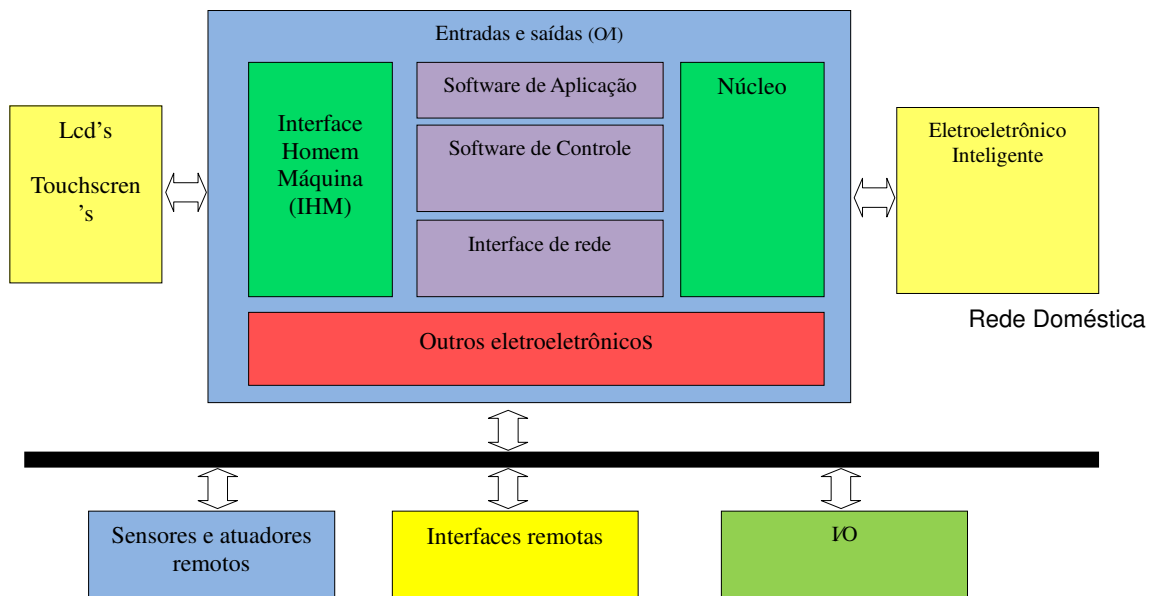 Entradas e saídas (O/I)
Lcd's
Touchscren
's
Interface
Homem
Máquina
(IHM)
Software de Aplicação
Software de Controle
Interface de rede
Núcleo
Eletroeletrônico
Inteligente
Rede Doméstica
Outros eletroeletrônicos
Sensores e atuadores
remotos
Interfaces remotas
I/O